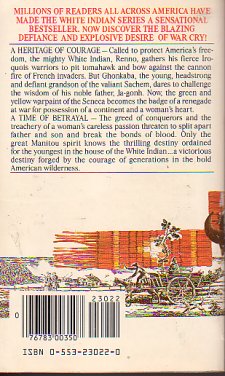 MILLIONS OF READERS ALL ACROSS AMERICA HAVE
MADE THE WHITE INDIAN SERIES A SENSATIONAL
BESTSELLER. NOW DISCOVER THE BLAZING
DEFIANCE AND EXPLOSIVE DESIRE OF WAR CRY!
A HERITAGE OF COURAGE – Called to protect America's free-
dom, the mighty White Indian, Renno, gathers his fierce Iro-
quois warriors to pit tomahawk and bow against the cannon
fire of French invaders. But Ghonkaba, the young, headstrong
and defiant grandson of the valiant Sachem, dares to challenge
the wisdom of his noble father, Ja-gonh. Now, the green and
yellow warpaint of the Seneca becomes the badge of a renegade
at war for possession of a continent and a woman's heart.
A TIME OF BETRAYAL – The greed of conquerors and the
treachery of a woman's careless passion threaten to split apart
father and son and break the bonds of blood. Only the
great Manitou spirit knows the thrilling destiny ordained
for the youngest in the house of the White Indian...a victorious
destiny forged by the courage of generations in the bold
American wilderness.
23022
0
76783 00350
ISBN 0-553-23022-0